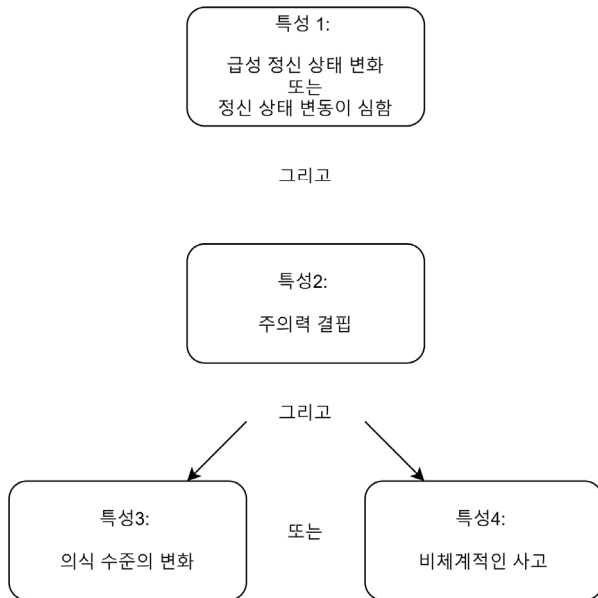 특성 1:
급성 정신 상태 변화
또는
정신 상태 변동이 심함
그리고
특성2:
주의력 결핍
그리고
특성3:
의식 수준의 변화
또는
특성4:
비체계적인 사고